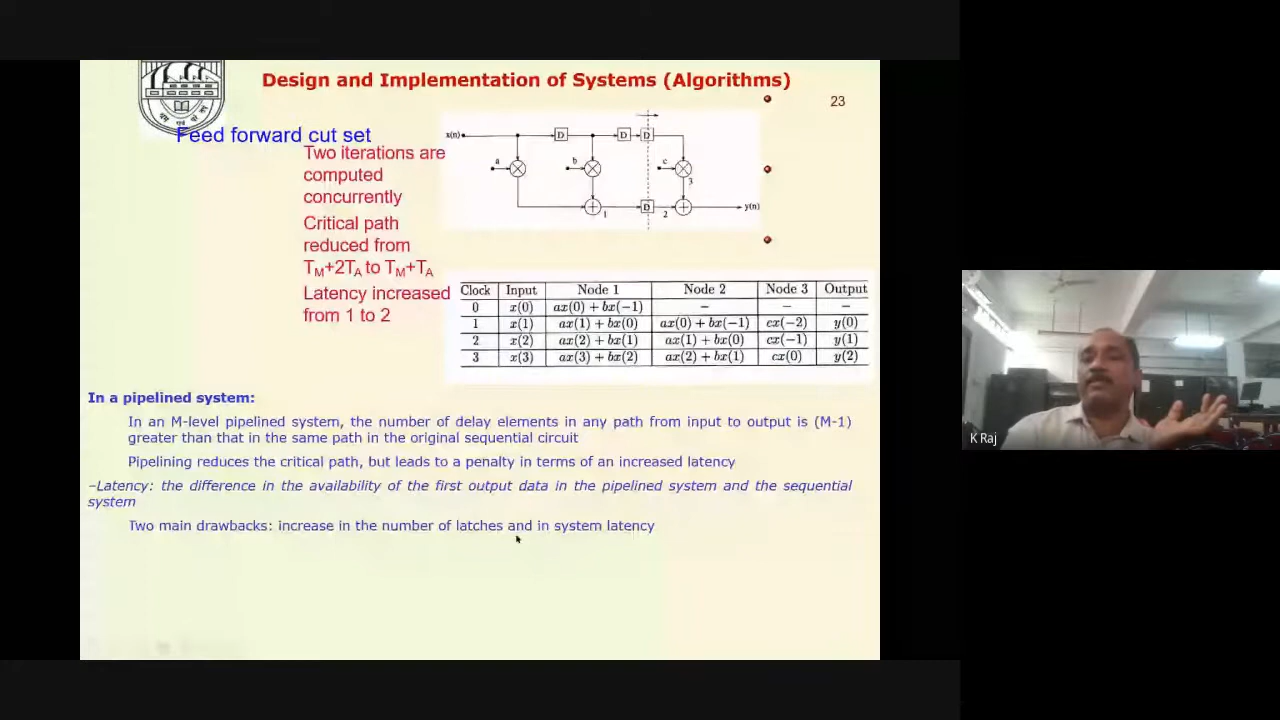 Design and Implementation of Systems (Algorithms)
23
Feed forward cut set
Two iterations are
computed
concurrently
Critical path
reduced from
T_M+2T_A to T_M+T_A
Latency increased
from 1 to 2
x(n) D D D
a b c
3
D
1 2 y(n)
Clock Input Node 1 Node 2 Node 3 Output
0 x(0) ax(0) + bx(−1) − − −
1 x(1) ax(1) + bx(0) ax(0) + bx(−1) cx(−2) y(0)
2 x(2) ax(2) + bx(1) ax(1) + bx(0) cx(−1) y(1)
3 x(3) ax(3) + bx(2) ax(2) + bx(1) cx(0) y(2)
In a pipelined system:
In an M-level pipelined system, the number of delay elements in any path from input to output is (M-1)
greater than that in the same path in the original sequential circuit
Pipelining reduces the critical path, but leads to a penalty in terms of an increased latency
–Latency: the difference in the availability of the first output data in the pipelined system and the sequential
system
Two main drawbacks: increase in the number of latches and in system latency
K Raj